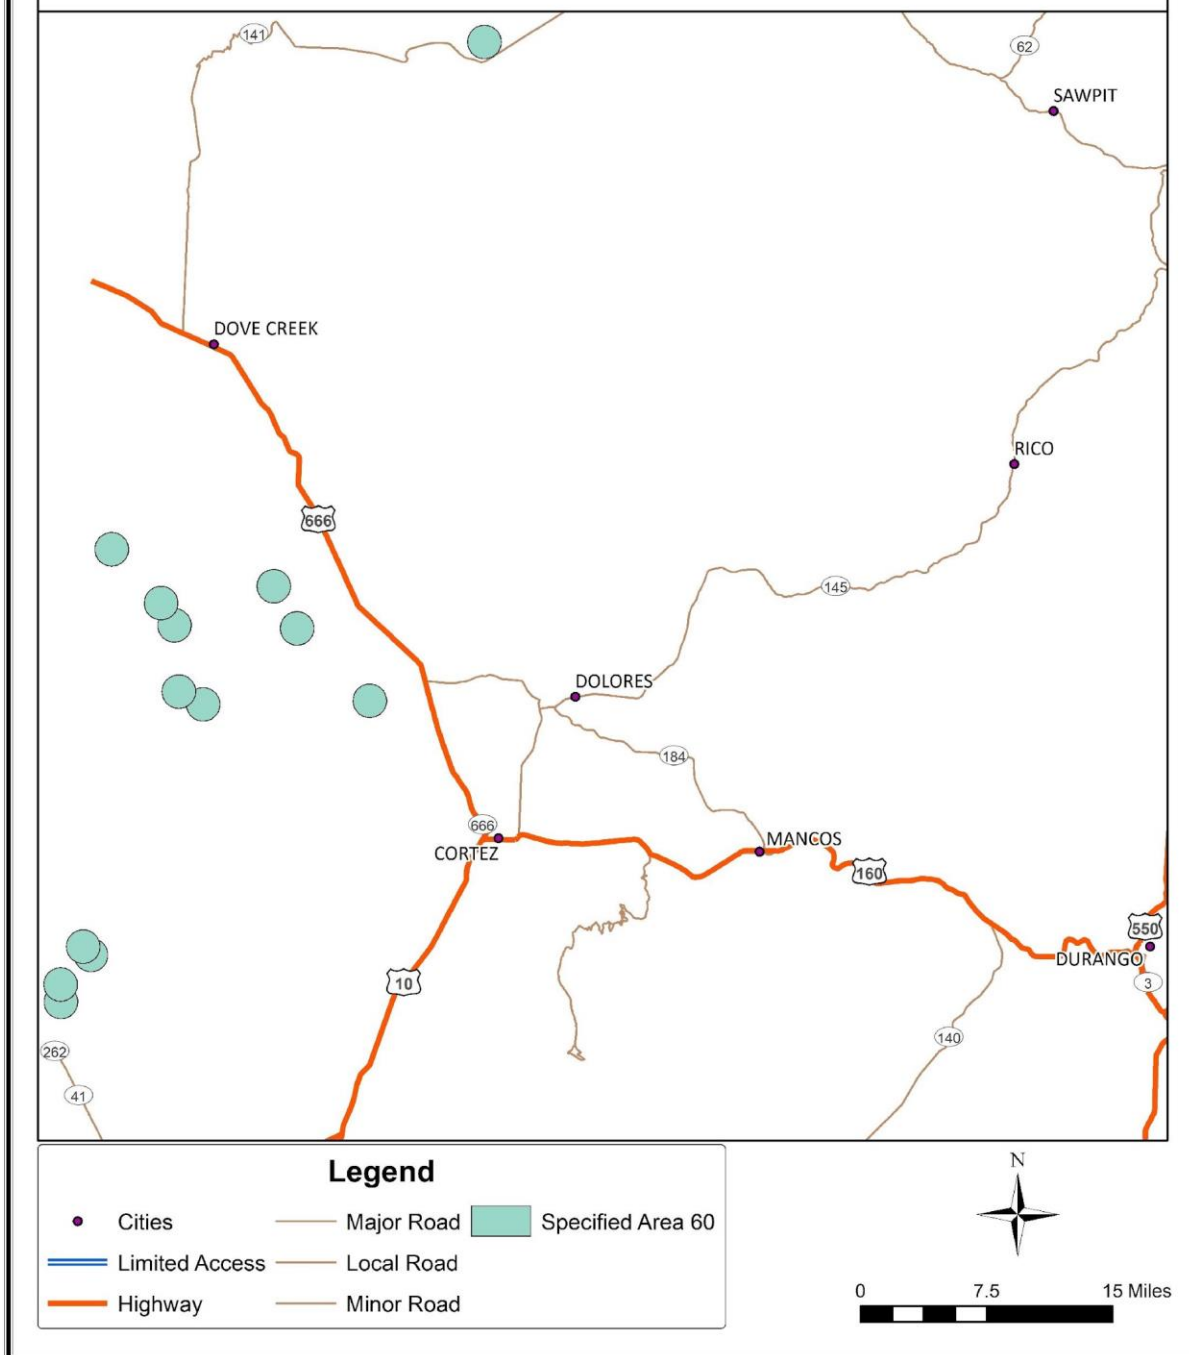 141
62
SAWPIT
DOVE CREEK
RICO
666
145
DOLORES
184
666
CORTEZ
MANCOS
160
550
DURANGO
10
3
140
262
41
Legend
N
Cities
Major Road
Specified Area 60
Limited Access
Local Road
Highway
Minor Road
0 7.5 15 Miles